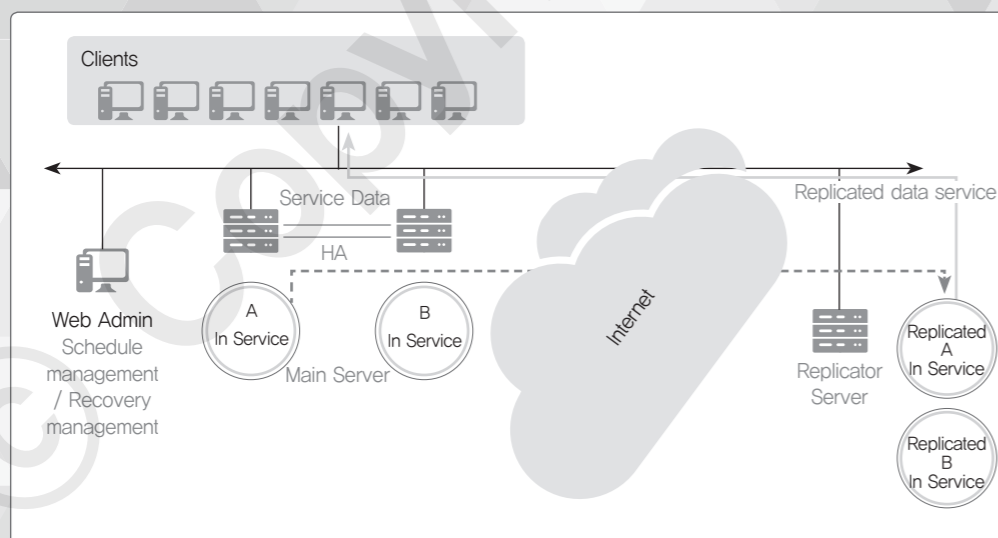 Clients
Service Data
HA
Replicated data service
Web Admin
Schedule
management
/ Recovery
management
A
In Service
B
In Service
Main Server
Internet
Replicator
Server
Replicated
A
In Service
Replicated
B
In Service
© Copyri